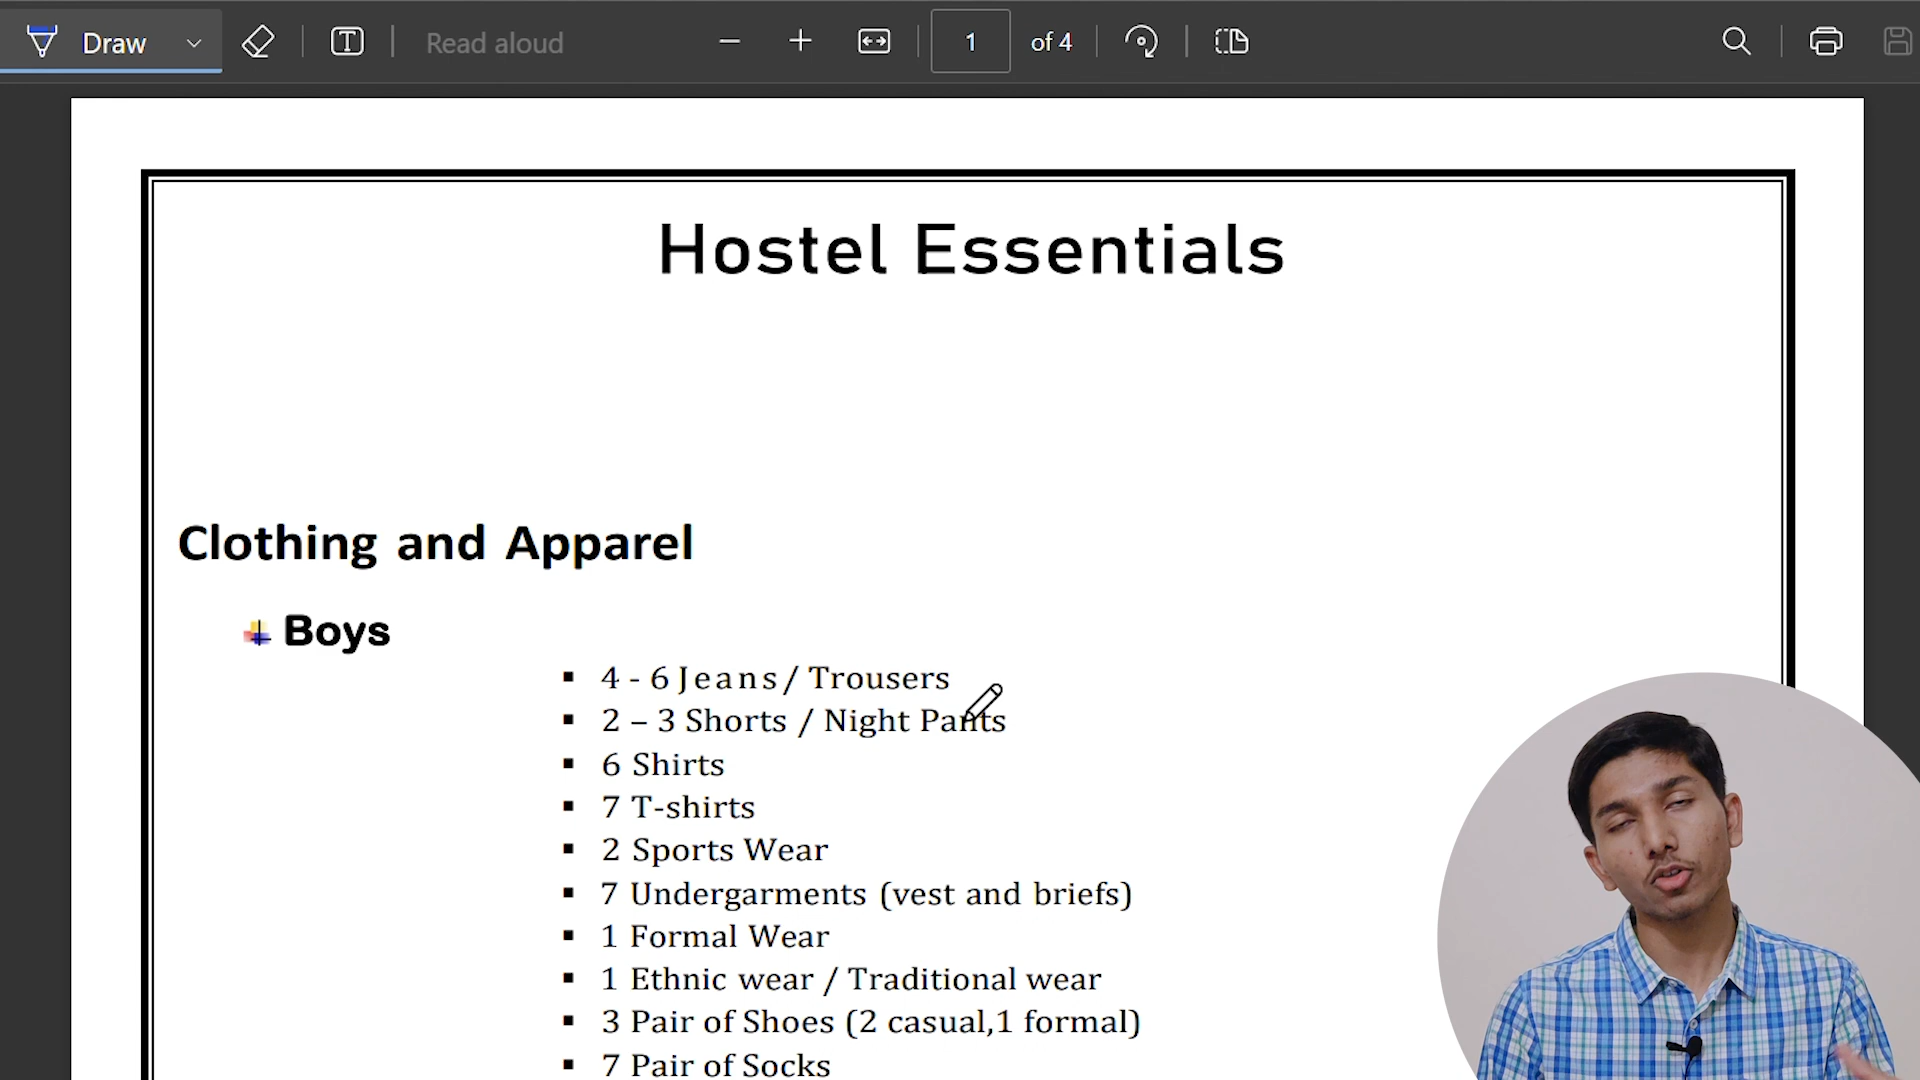 Draw
Read aloud
1 of 4
Hostel Essentials
Clothing and Apparel
Boys
4 - 6 Jeans/ Trousers
2 – 3 Shorts / Night Pants
6 Shirts
7 T-shirts
2 Sports Wear
7 Undergarments (vest and briefs)
1 Formal Wear
1 Ethnic wear / Traditional wear
3 Pair of Shoes (2 casual,1 formal)
7 Pair of Socks